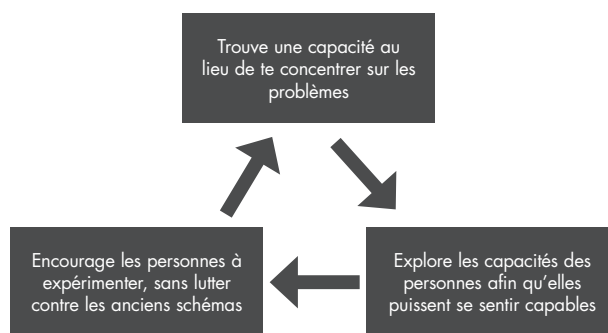 Trouve une capacité au
lieu de te concentrer sur les
problèmes
Encourage les personnes à
expérimenter, sans lutter
contre les anciens schémas
Explore les capacités des
personnes afin qu'elles
puissent se sentir capables